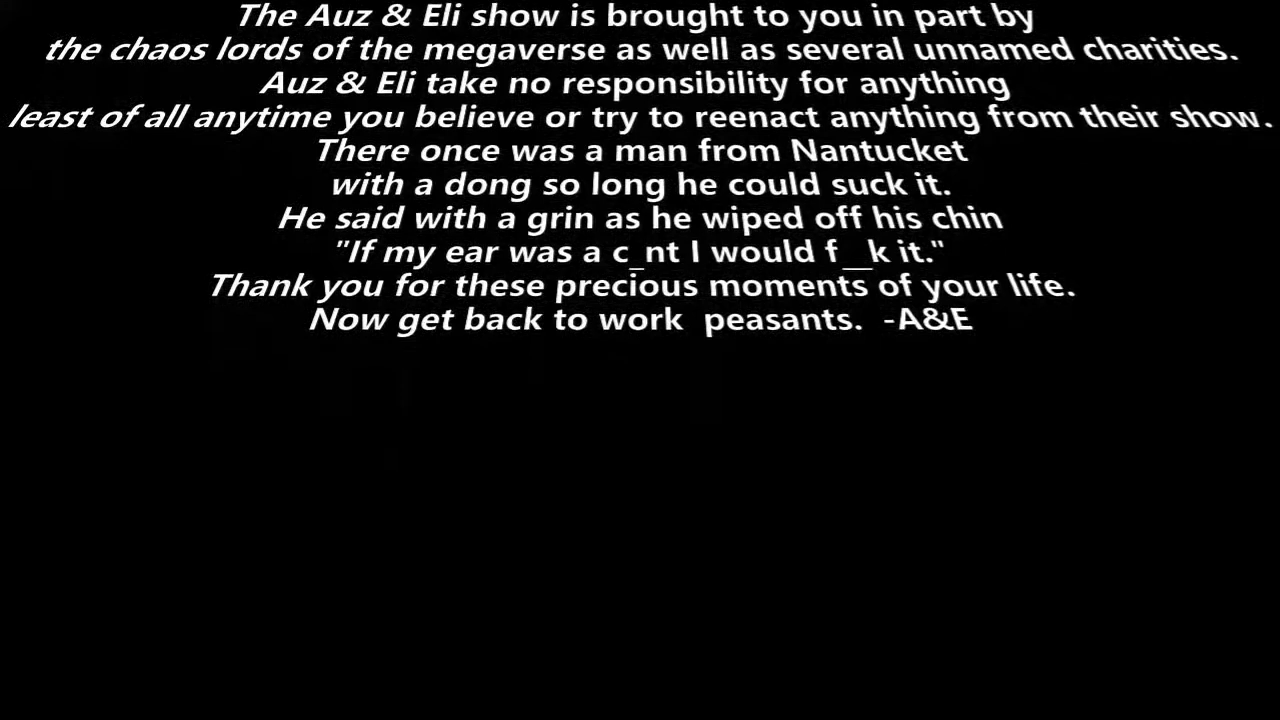 The Auz & Eli show is brought to you in part by
the chaos lords of the megaverse as well as several unnamed charities.
Auz & Eli take no responsibility for anything
least of all anytime you believe or try to reenact anything from their show.
There once was a man from Nantucket
with a dong so long he could suck it.
He said with a grin as he wiped off his chin
"If my ear was a c_nt I would f__k it."
Thank you for these precious moments of your life.
Now get back to work  peasants.  -A&E